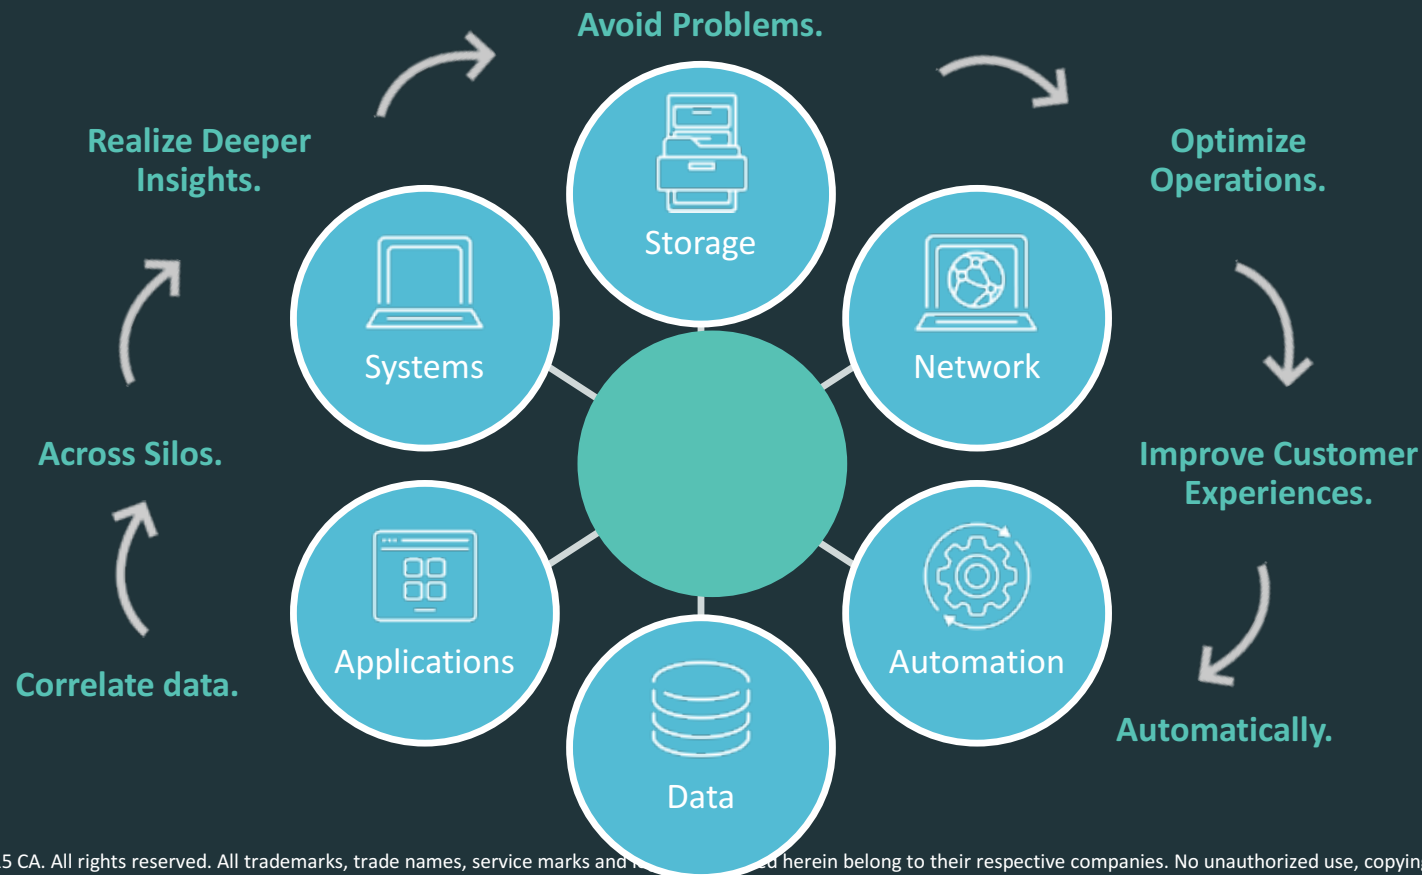 Avoid Problems.
Realize Deeper
Insights.
Optimize
Operations.
Storage
Systems
Network
Across Silos.
Improve Customer
Experiences.
Applications
Automation
Correlate data.
Automatically.
Data
CA. All rights reserved. All trademarks, trade names, service marks and herein belong to their respective companies. No unauthorized use,